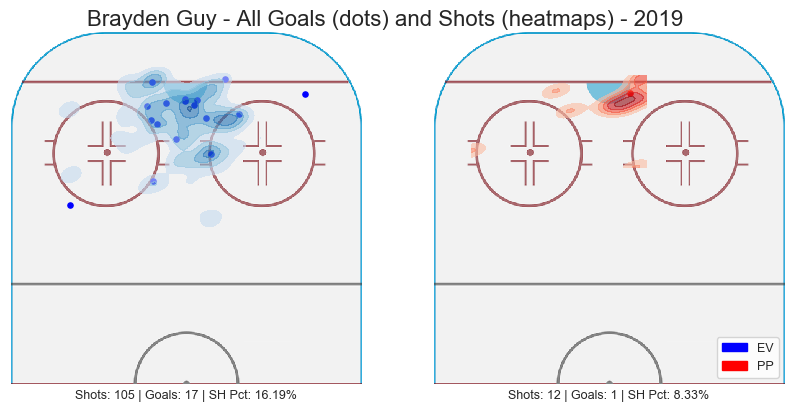 Brayden Guy - All Goals (dots) and Shots (heatmaps) - 2019
EV
PP
Shots: 105 | Goals: 17 | SH Pct: 16.19%
Shots: 12 | Goals: 1 | SH Pct: 8.33%